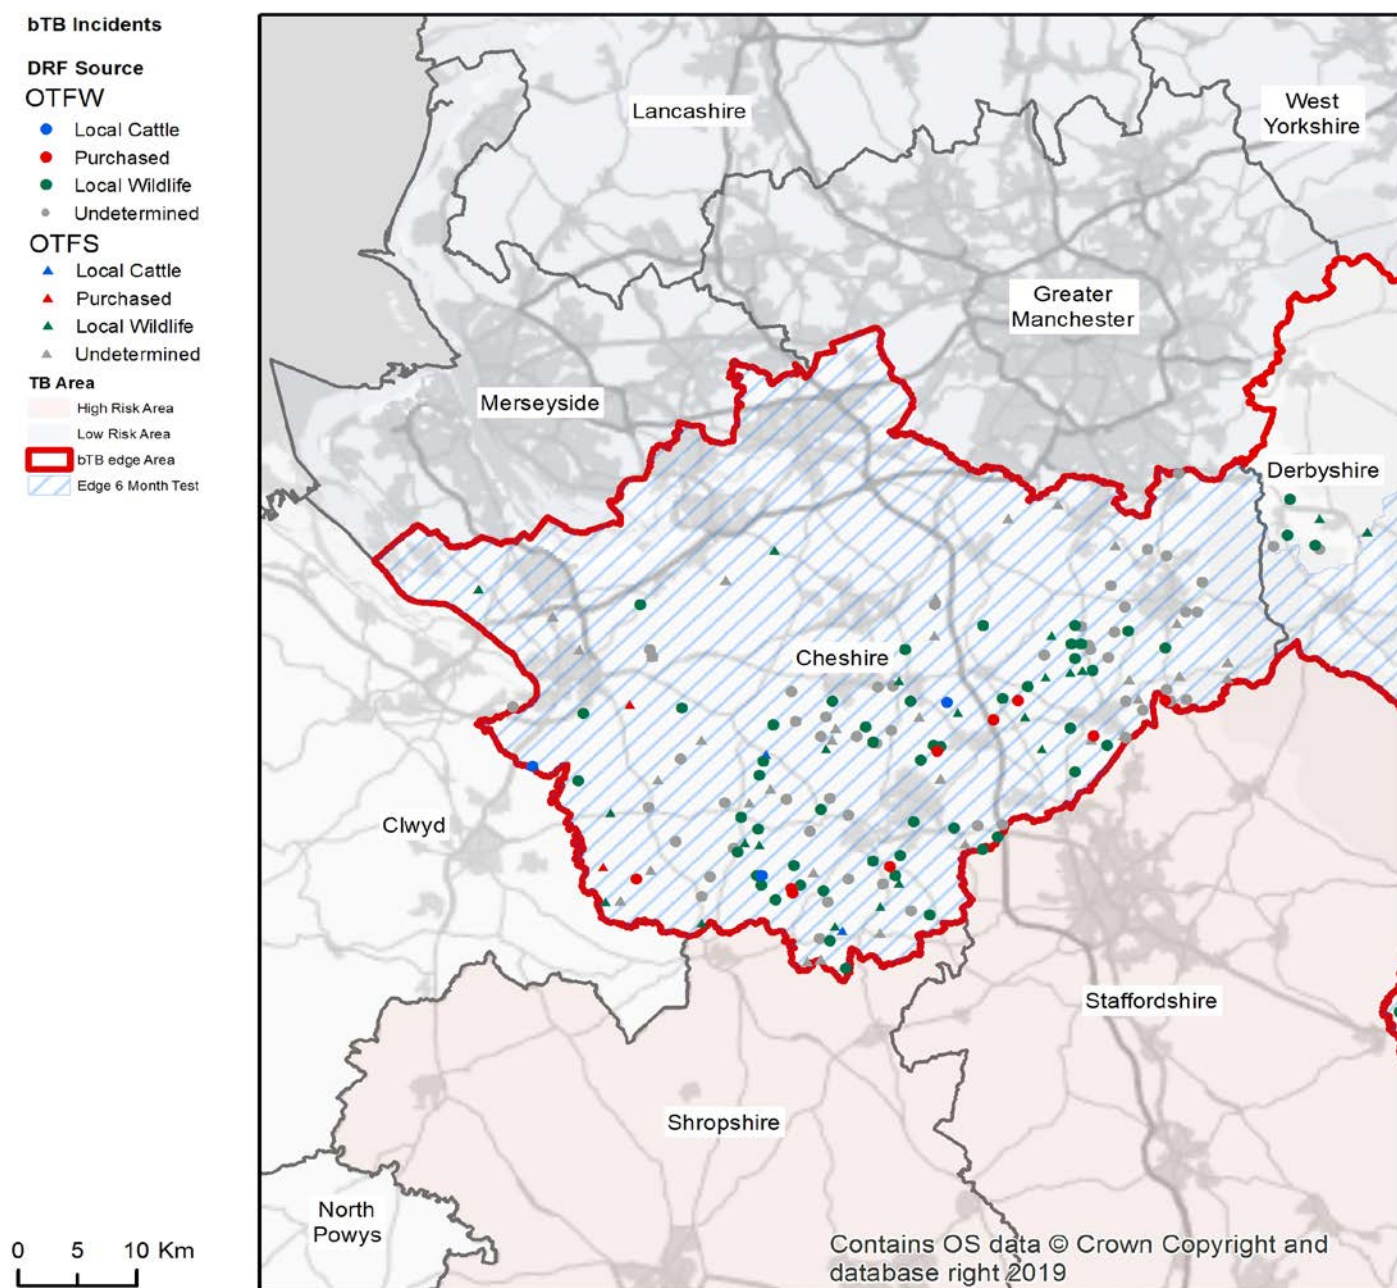 bTB Incidents
DRF Source
OTFW
Local Cattle
Purchased
Local Wildlife
Undetermined
OTFS
Local Cattle
Purchased
Local Wildlife
Undetermined
TB Area
High Risk Area
Low Risk Area
bTB edge Area
Edge 6 Month Test
0 5 10 Km
Lancashire
West
Yorkshire
Greater
Manchester
Merseyside
Derbyshire
Cheshire
Clwyd
Staffordshire
Shropshire
North
Powys
Contains OS data © Crown Copyright and
database right 2019